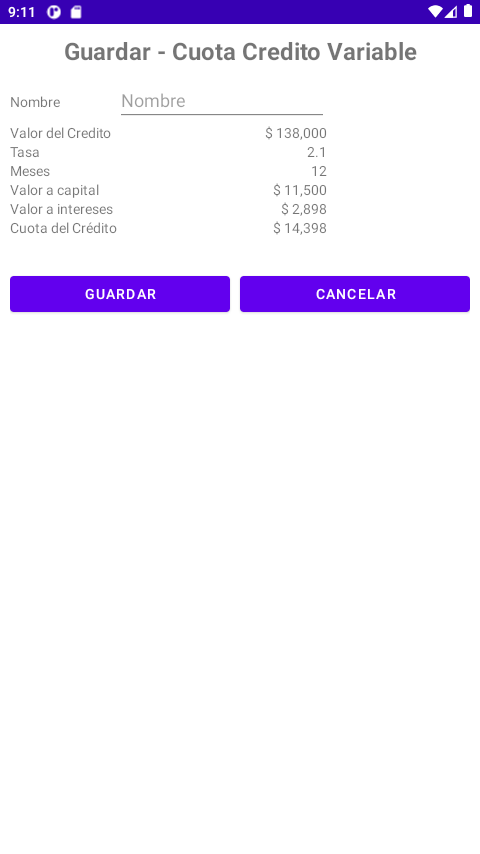 9:11
Guardar - Cuota Credito Variable
Nombre Nombre
Valor del Credito $ 138,000
Tasa 2.1
Meses 12
Valor a capital $ 11,500
Valor a intereses $ 2,898
Cuota del Crédito $ 14,398
GUARDAR CANCELAR